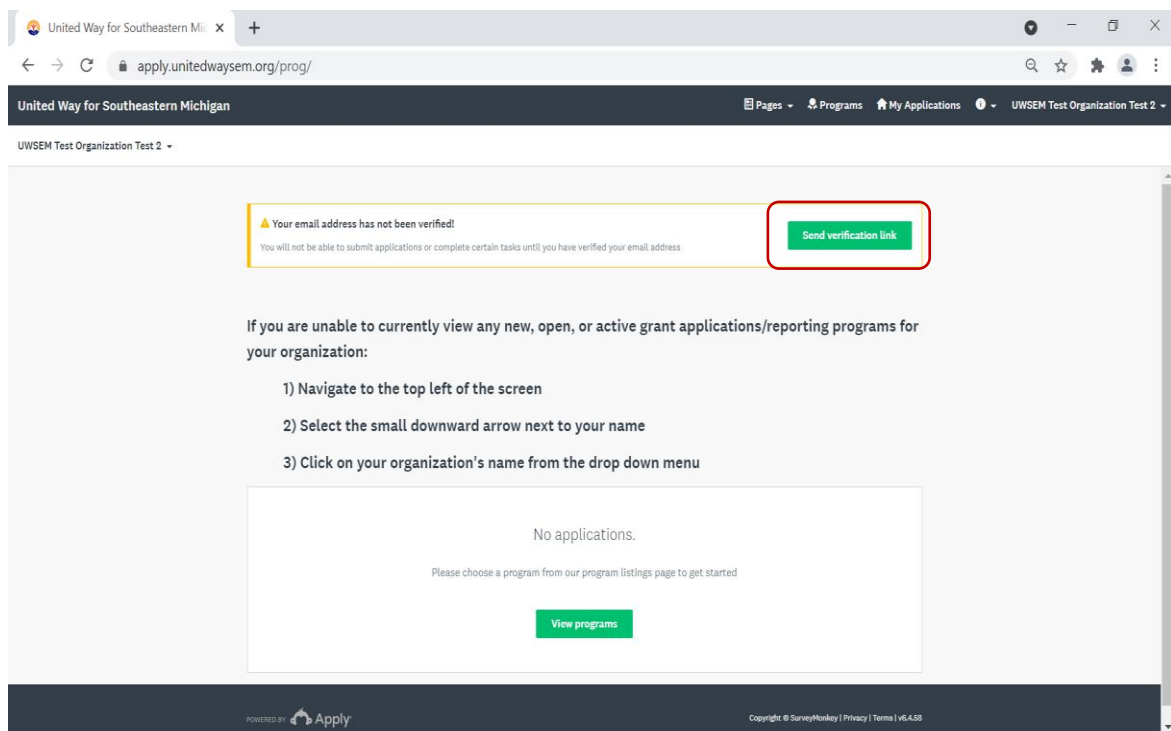 United Way for Southeastern Mic
apply.unitedwaysem.org/prog/
United Way for Southeastern Michigan
Pages Programs My Applications UWSEM Test Organization Test 2
UWSEM Test Organization Test 2
Your email address has not been verified!
You will not be able to submit applications or complete certain tasks until you have verified your email address
Send verification link
If you are unable to currently view any new, open, or active grant applications/reporting programs for
your organization:
1) Navigate to the top left of the screen
2) Select the small downward arrow next to your name
3) Click on your organization's name from the drop down menu
No applications.
Please choose a program from our program listings page to get started
View programs
POWERED BY Apply
Copyright © SurveyMonkey | Privacy | Terms | v6.4.58